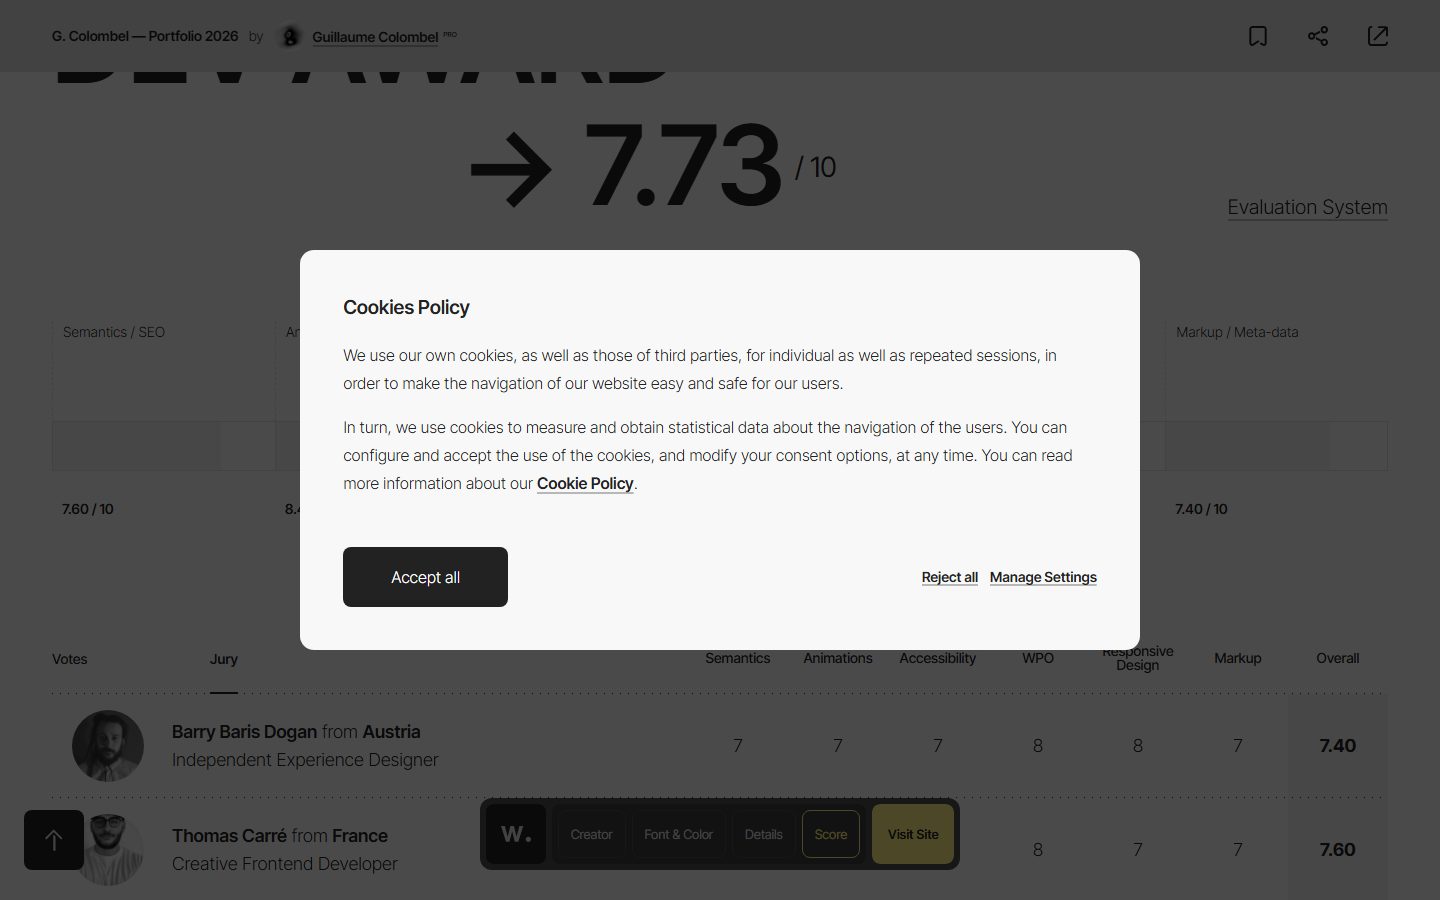 G. Colombel — Portfolio 2026 by Guillaume Colombel PRO
DEV AWARD
→ 7.73 / 10
Evaluation System
Semantics / SEO
Markup / Meta-data
7.60 / 10
7.40 / 10
Cookies Policy
We use our own cookies, as well as those of third parties, for individual as well as repeated sessions, in
order to make the navigation of our website easy and safe for our users.
In turn, we use cookies to measure and obtain statistical data about the navigation of the users. You can
configure and accept the use of the cookies, and modify your consent options, at any time. You can read
more information about our Cookie Policy.
Accept all
Reject all Manage Settings
Votes Jury Semantics Animations Accessibility WPO Responsive Design Markup Overall
Barry Baris Dogan from Austria
Independent Experience Designer
7 7 7 8 8 7 7.40
Thomas Carré from France
Creative Frontend Developer
8 7 7 7.60
W. Creator Font & Color Details Score Visit Site